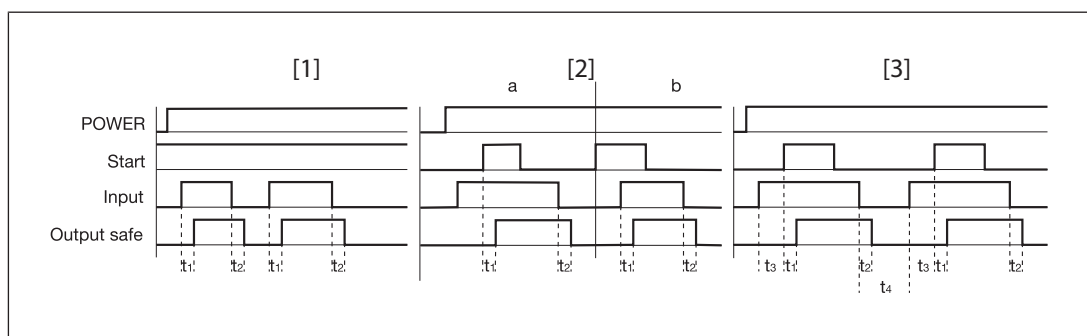 [1] [2] [3]
a b
POWER
Start
Input
Output safe
t1 t2 t1 t2 t1 t2 t1 t2 t3 t1 t2 t3 t1 t2
t4